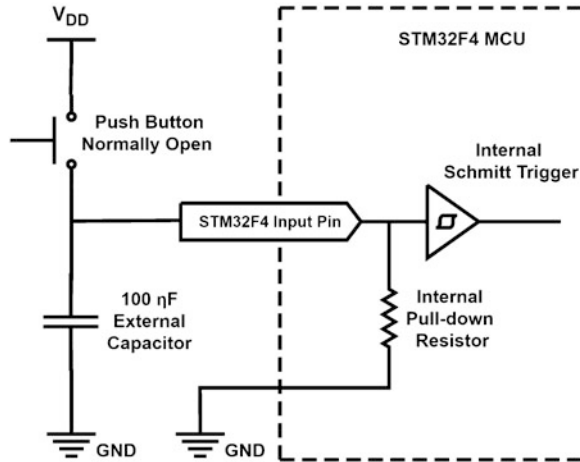 V_DD
STM32F4 MCU
Push Button
Normally Open
Internal
Schmitt Trigger
STM32F4 Input Pin
100 ηF
External
Capacitor
Internal
Pull-down
Resistor
GND
GND